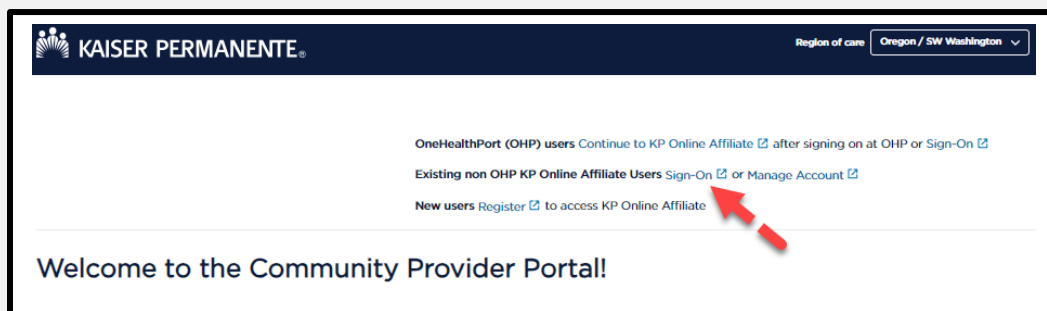 KAISER PERMANENTE®
Region of care Oregon / SW Washington
OneHealthPort (OHP) users Continue to KP Online Affiliate after signing on at OHP or Sign-On
Existing non OHP KP Online Affiliate Users Sign-On or Manage Account
New users Register to access KP Online Affiliate
Welcome to the Community Provider Portal!